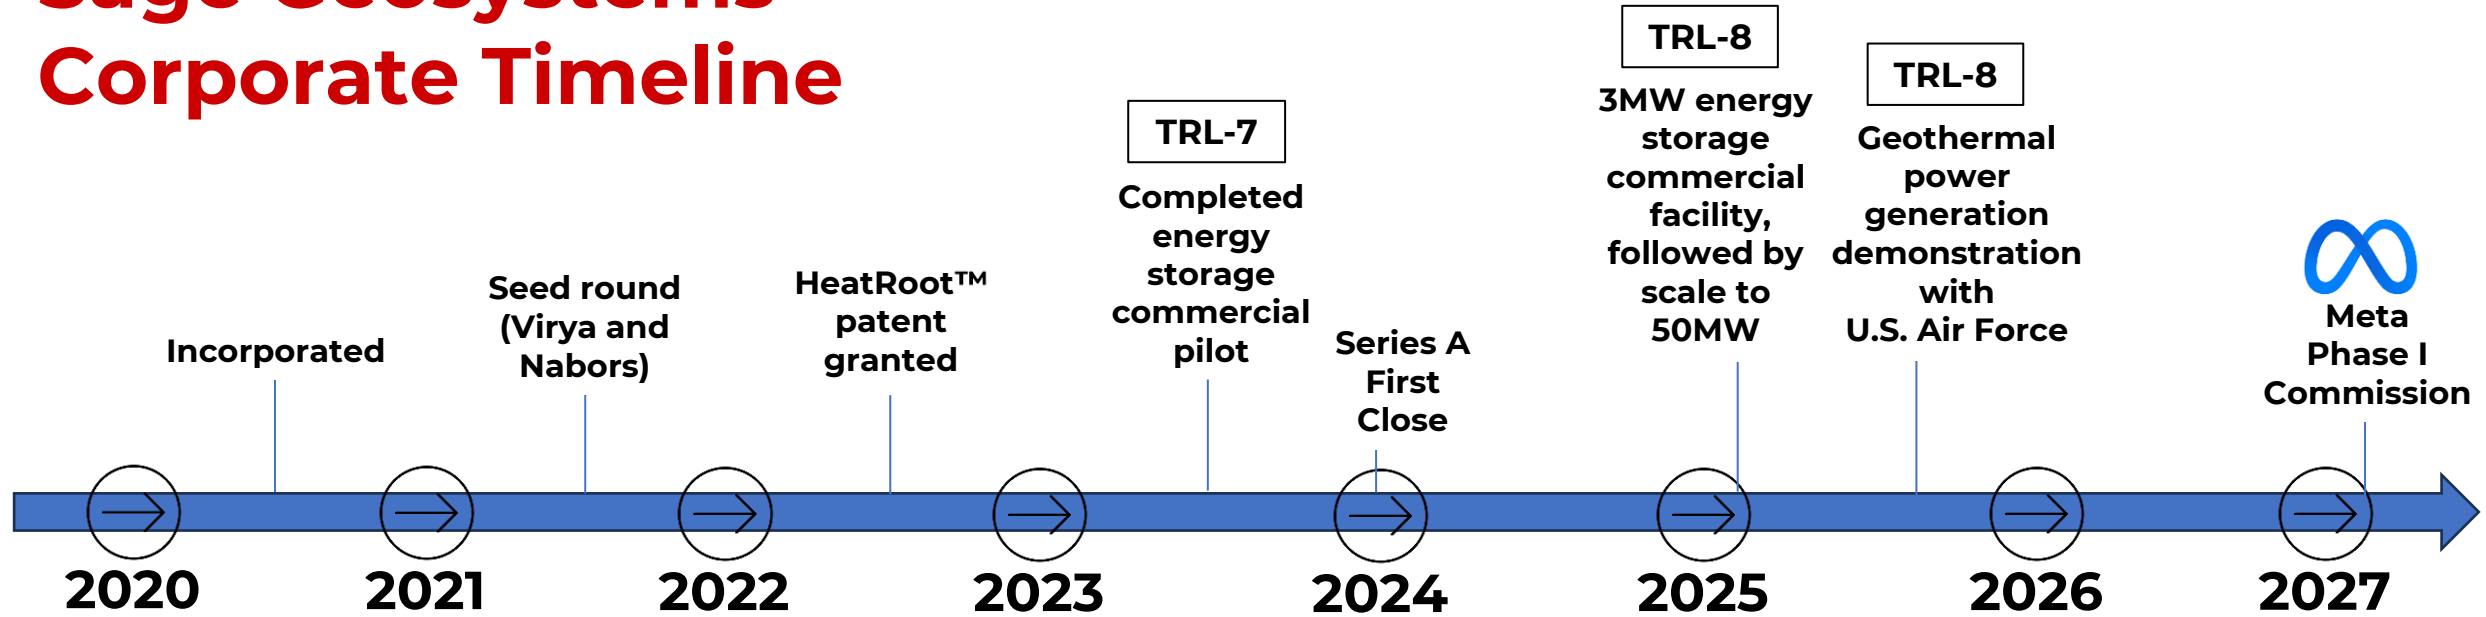 Sage Geosystems
Corporate Timeline
Incorporated
Seed round
(Virya and
Nabors)
HeatRoot™
patent
granted
TRL-7
Completed
energy
storage
commercial
pilot
Series A
First
Close
TRL-8
3MW energy
storage
commercial
facility,
followed by
scale to
50MW
TRL-8
Geothermal
power
generation
demonstration
with
U.S. Air Force
Meta
Phase I
Commission
2020
2021
2022
2023
2024
2025
2026
2027